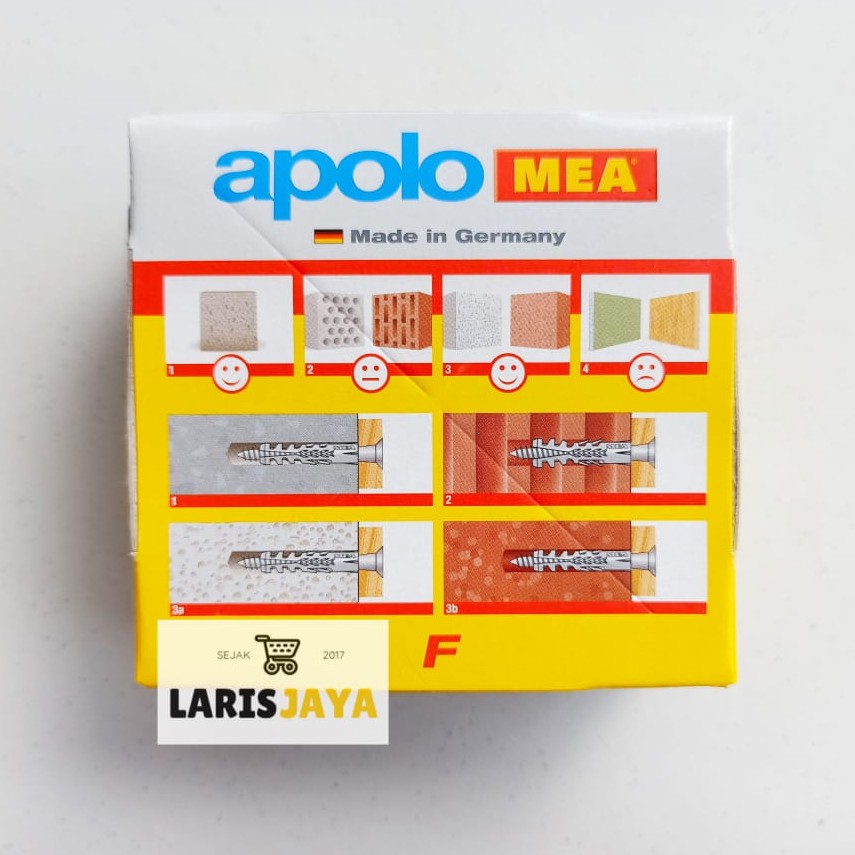 apolo MEA®
Made in Germany
1 2 3 4
1 2
3a 3b
F
SEJAK 2017
LARISJAYA